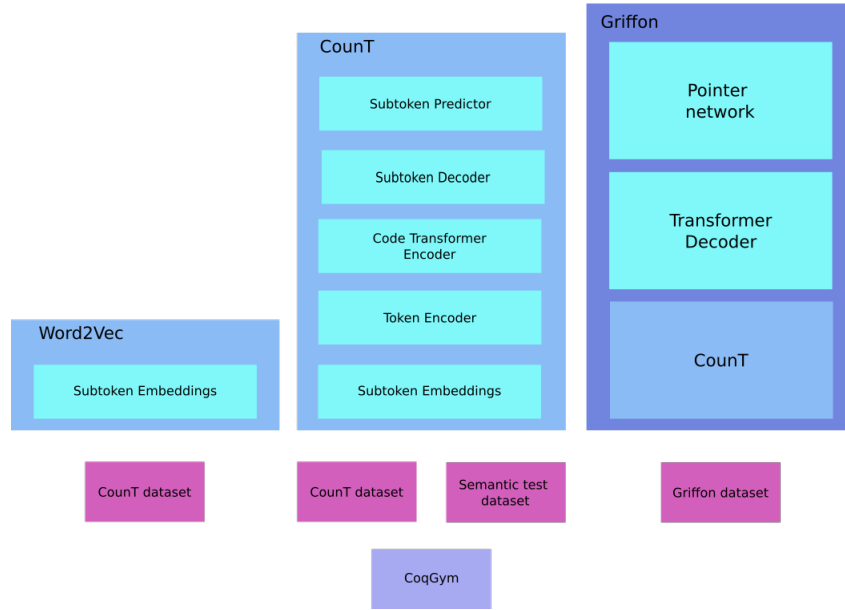 Griffon
Pointer
network
Transformer
Decoder
CounT
CounT
Subtoken Predictor
Subtoken Decoder
Code Transformer
Encoder
Token Encoder
Subtoken Embeddings
Word2Vec
Subtoken Embeddings
CounT dataset
CounT dataset
Semantic test
dataset
Griffon dataset
CoqGym